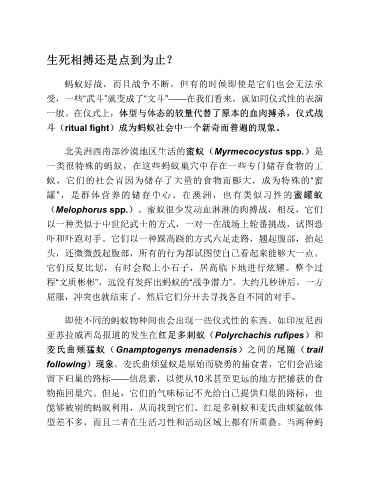 生死相搏还是点到为止？
蚂蚁好战，而且战争不断，但有的时候即使是它们也会无法承
受，一些“武斗”就变成了“文斗”——在我们看来，就如同仪式性的表演
一般。在仪式上，体型与体态的较量代替了原本的血肉搏杀，仪式战
斗（ritual fight）成为蚂蚁社会中一个新奇而普遍的现象。
北美洲西南部沙漠地区生活的蜜蚁（Myrmecocystus spp.）是
一类很特殊的蚂蚁，在这些蚂蚁巢穴中存在一些专门储存食物的工
蚁，它们的社会胃因为储存了大量的食物而膨大，成为特殊的“蜜
罐”，是群体营养的储存中心。在澳洲，也有类似习性的蜜罐蚁
（Melophorus spp.）。蜜蚁很少发动血淋淋的肉搏战，相反，它们
以一种类似于中世纪武士的方式，一对一在战场上轮番挑战，试图恐
吓和吓跑对手。它们以一种踩高跷的方式六足走路，翘起腹部，抬起
头，还微微鼓起腹部，所有的行为都试图使自己看起来能够大一点。
它们反复比划，有时会爬上小石子，居高临下地进行炫耀。整个过
程“文质彬彬”，远没有发挥出蚂蚁的“战争潜力”。大约几秒钟后，一方
屈服，冲突也就结束了，然后它们分开去寻找各自不同的对手。
即使不同的蚂蚁物种间也会出现一些仪式性的东西。如印度尼西
亚苏拉威西岛报道的发生在红足多刺蚁（Polyrchachis rufipes）和
麦氏曲颊猛蚁（Gnamptogenys menadensis）之间的尾随（trail
following）现象。麦氏曲颊猛蚁是原始而骁勇的捕食者，它们会沿途
留下归巢的路标——信息素，以便从10米甚至更远的地方把捕获的食
物拖回巢穴。但是，它们的气味标记不光给自己提供归巢的路标，也
能够被别的蚂蚁利用，从而找到它们。红足多刺蚁和麦氏曲颊猛蚁体
型差不多，而且二者在生活习性和活动区域上都有所重叠。当两种蚂